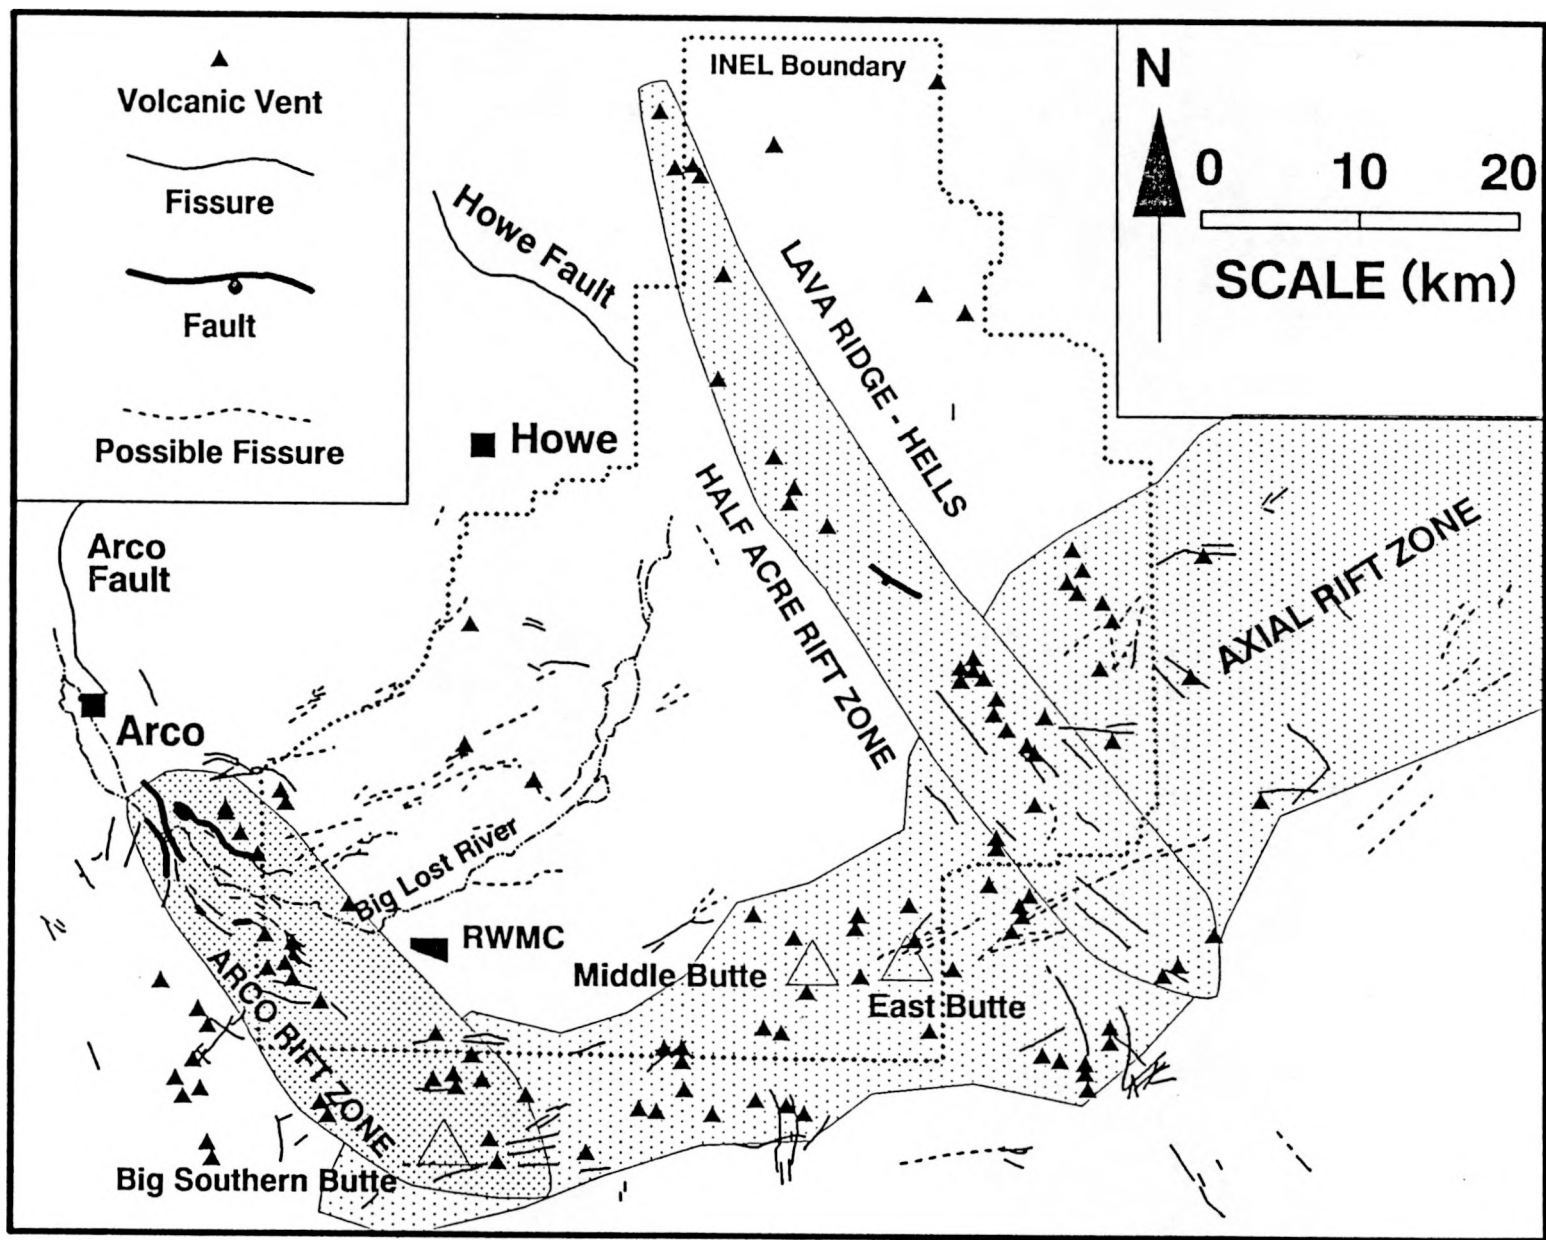 Volcanic Vent
Fissure
Fault
Possible Fissure
INEL Boundary
N
0 10 20
SCALE (km)
Howe Fault
LAVA RIDGE - HELLS
HALF ACRE RIFT ZONE
Howe
AXIAL RIFT ZONE
Arco
Fault
Arco
Big Lost River
RWMC
Middle Butte
East Butte
ARCO RIFT ZONE
Big Southern Butte